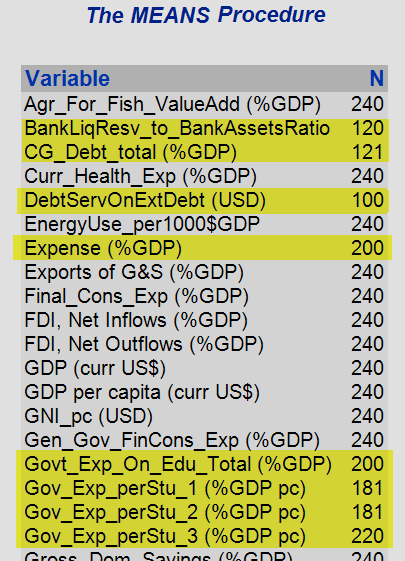 The MEANS Procedure
Variable N
Agr_For_Fish_ValueAdd (%GDP) 240
BankLiqResv_to_BankAssetsRatio 120
CG_Debt_total (%GDP) 121
Curr_Health_Exp (%GDP) 240
DebtServOnExtDebt (USD) 100
EnergyUse_per1000$GDP 240
Expense (%GDP) 200
Exports of G&S (%GDP) 240
Final_Cons_Exp (%GDP) 240
FDI, Net Inflows (%GDP) 240
FDI, Net Outflows (%GDP) 240
GDP (curr US$) 240
GDP per capita (curr US$) 240
GNI_pc (USD) 240
Gen_Gov_FinCons_Exp (%GDP) 240
Govt_Exp_On_Edu_Total (%GDP) 200
Gov_Exp_perStu_1 (%GDP pc) 181
Gov_Exp_perStu_2 (%GDP pc) 181
Gov_Exp_perStu_3 (%GDP pc) 220
Gross_Dom_Savings (%GDP) 240